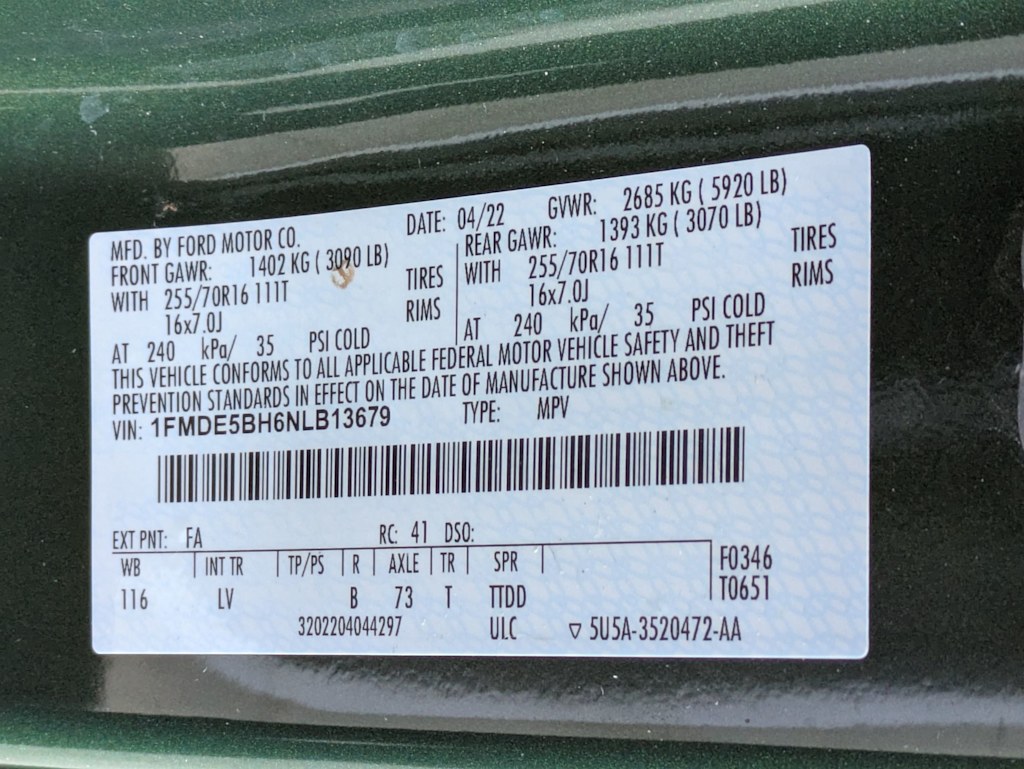 MFD. BY FORD MOTOR CO.
DATE: 04/22 GVWR: 2685 KG ( 5920 LB)
FRONT GAWR: 1402 KG ( 3090 LB)
WITH 255/70R16 111T TIRES
16x7.0J RIMS
AT 240 kPa/ 35 PSI COLD
REAR GAWR: 1393 KG ( 3070 LB)
WITH 255/70R16 111T TIRES
16x7.0J RIMS
AT 240 kPa/ 35 PSI COLD
THIS VEHICLE CONFORMS TO ALL APPLICABLE FEDERAL MOTOR VEHICLE SAFETY AND THEFT
PREVENTION STANDARDS IN EFFECT ON THE DATE OF MANUFACTURE SHOWN ABOVE.
VIN: 1FMDE5BH6NLB13679 TYPE: MPV
EXT PNT: FA RC: 41 DSO:
WB INT TR TP/PS R AXLE TR SPR F0346
116 LV B 73 T TTDD T0651
3202204044297 ULC ▽ 5U5A-3520472-AA